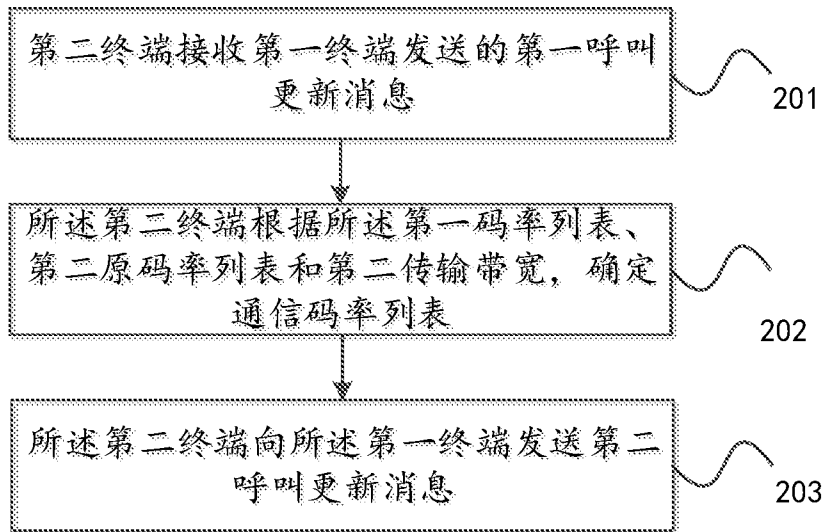 第二终端接收第一终端发送的第一呼叫
更新消息
201
所述第二终端根据所述第一码率列表、
第二原码率列表和第二传输带宽，确定
通信码率列表
202
所述第二终端向所述第一终端发送第二
呼叫更新消息
203